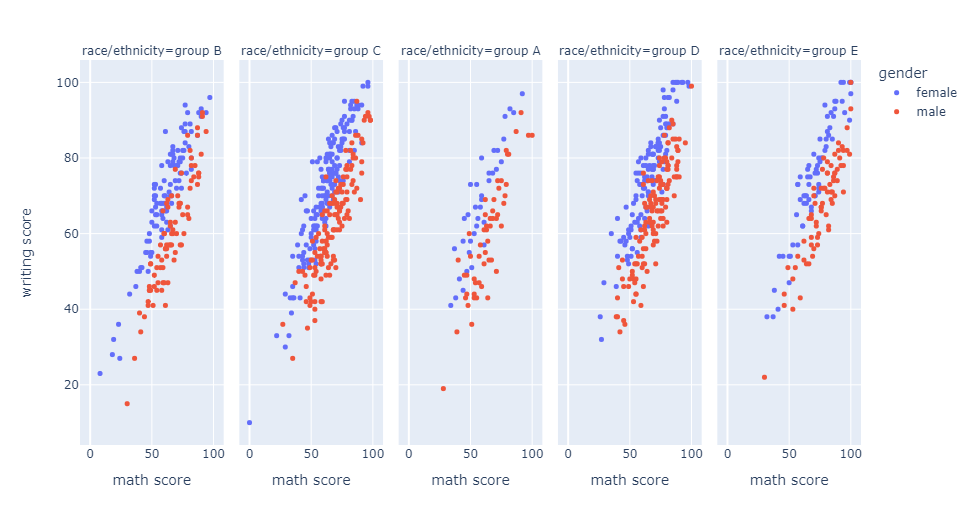 race/ethnicity=group B race/ethnicity=group C race/ethnicity=group A race/ethnicity=group D race/ethnicity=group E
gender
female
male
writing score
100
80
60
40
20
0 50 100 0 50 100 0 50 100 0 50 100 0 50 100
math score math score math score math score math score